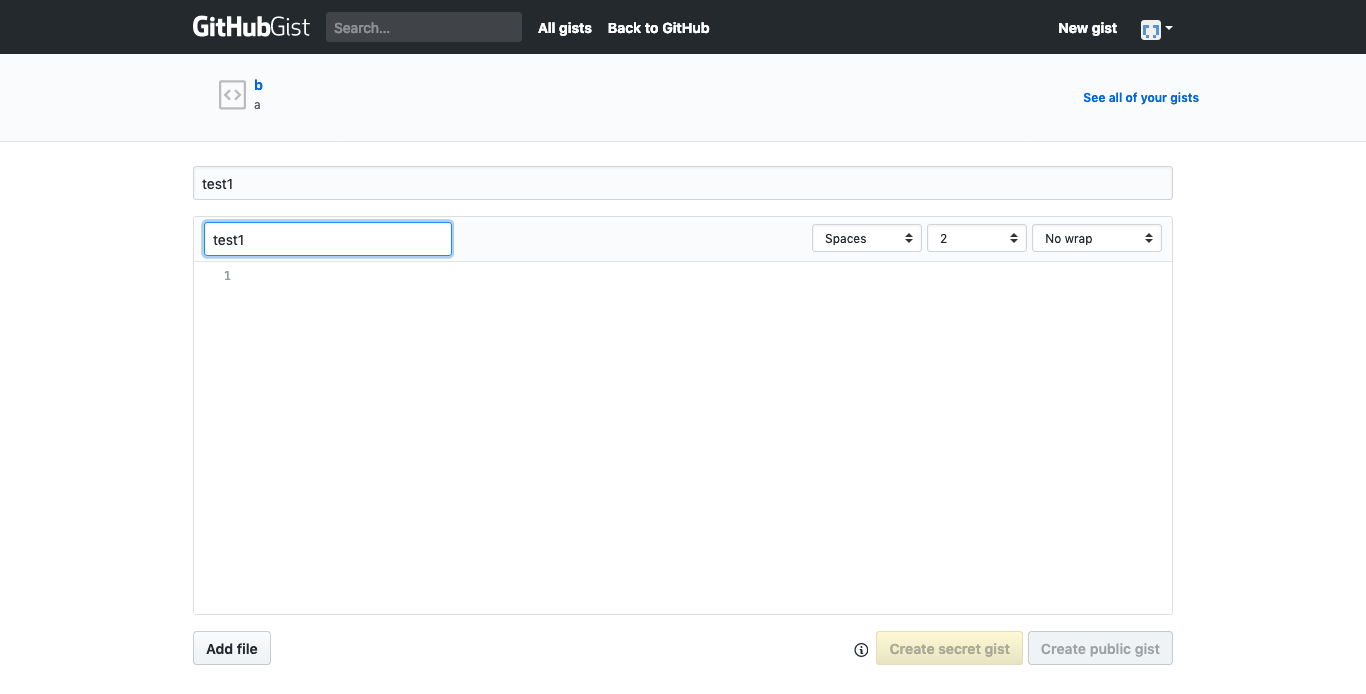 GitHubGist Search... All gists Back to GitHub New gist
b
a
See all of your gists
test1
test1 Spaces 2 No wrap
1
Add file Create secret gist Create public gist